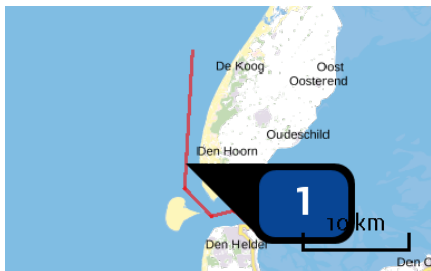 De Koog
Oost
Oosterend
Oudeschild
Den Hoorn
1
10 km
Den Helder
Den O